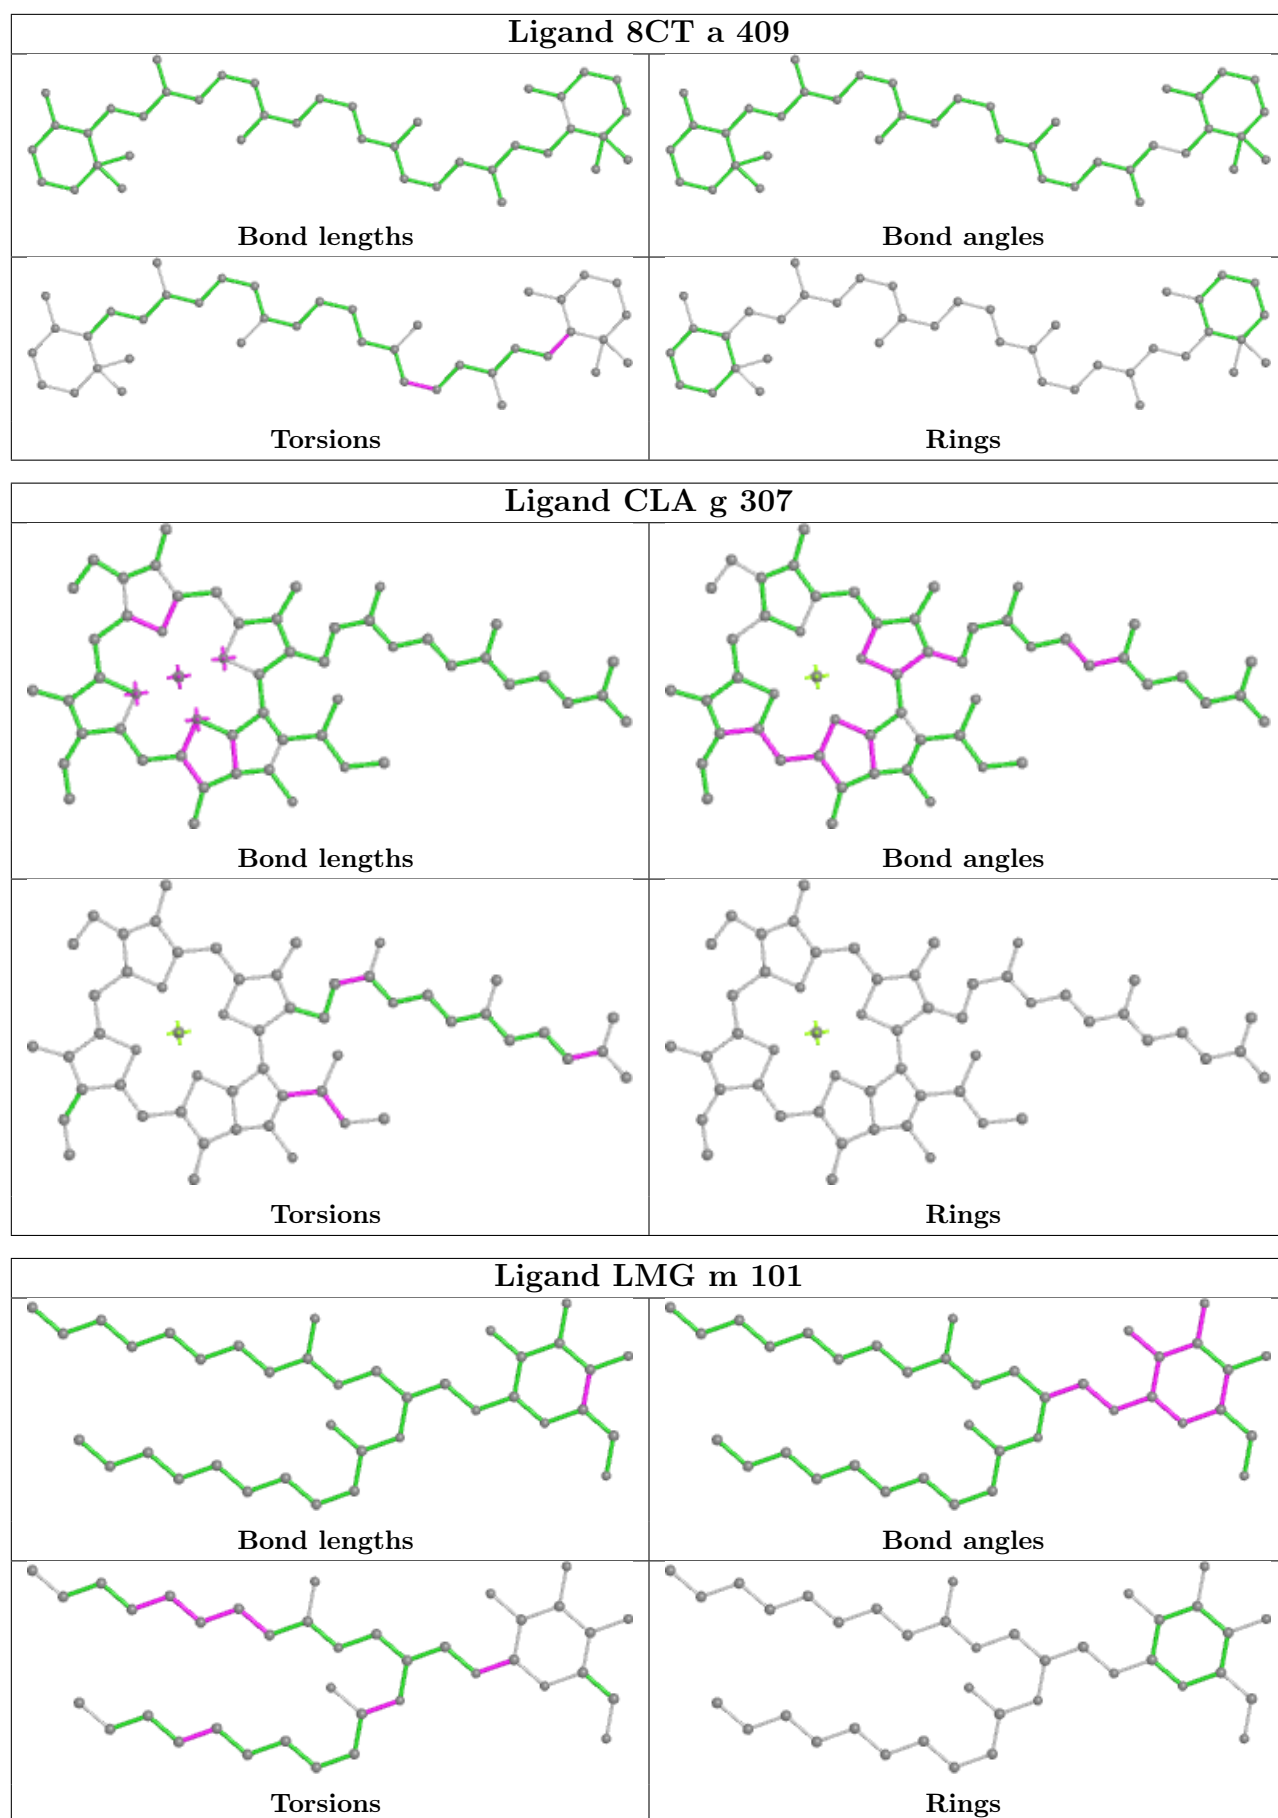 Ligand 8CT a 409
Bond lengths
Bond angles
Torsions
Rings
Ligand CLA g 307
Bond lengths
Bond angles
Torsions
Rings
Ligand LMG m 101
Bond lengths
Bond angles
Torsions
Rings